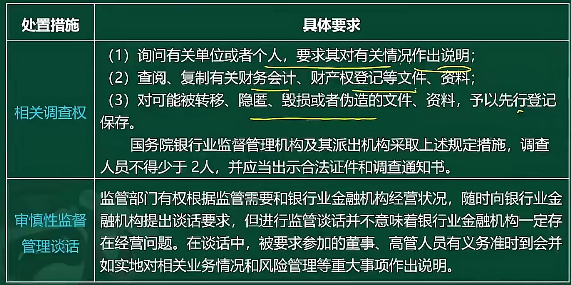 处置措施
具体要求
相关调查权
（1）询问有关单位或者个人，要求其对有关情况作出说明；
（2）查阅、复制有关财务会计、财产权登记等文件、资料；
（3）对可能被转移、隐匿、毁损或者伪造的文件、资料，予以先行登记
保存。
国务院银行业监督管理机构及其派出机构采取上述规定措施，调查
人员不得少于 2人，并应当出示合法证件和调查通知书。
审慎性监督
管理谈话
监管部门有权根据监管需要和银行业金融机构经营状况，随时向银行业金
融机构提出谈话要求，但进行监管谈话并不意味着银行业金融机构一定存
在经营问题。在谈话中，被要求参加的董事、高管人员有义务准时到会并
如实地对相关业务情况和风险管理等重大事项作出说明。